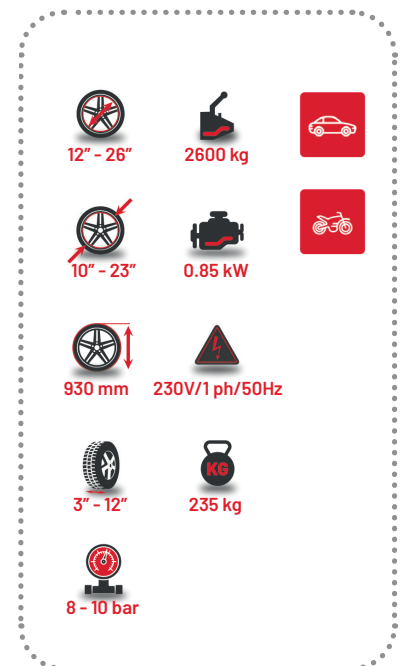 12" - 26"
2600 kg
10" - 23"
0.85 kW
930 mm
230V/1 ph/50Hz
3" - 12"
KG
235 kg
8 - 10 bar